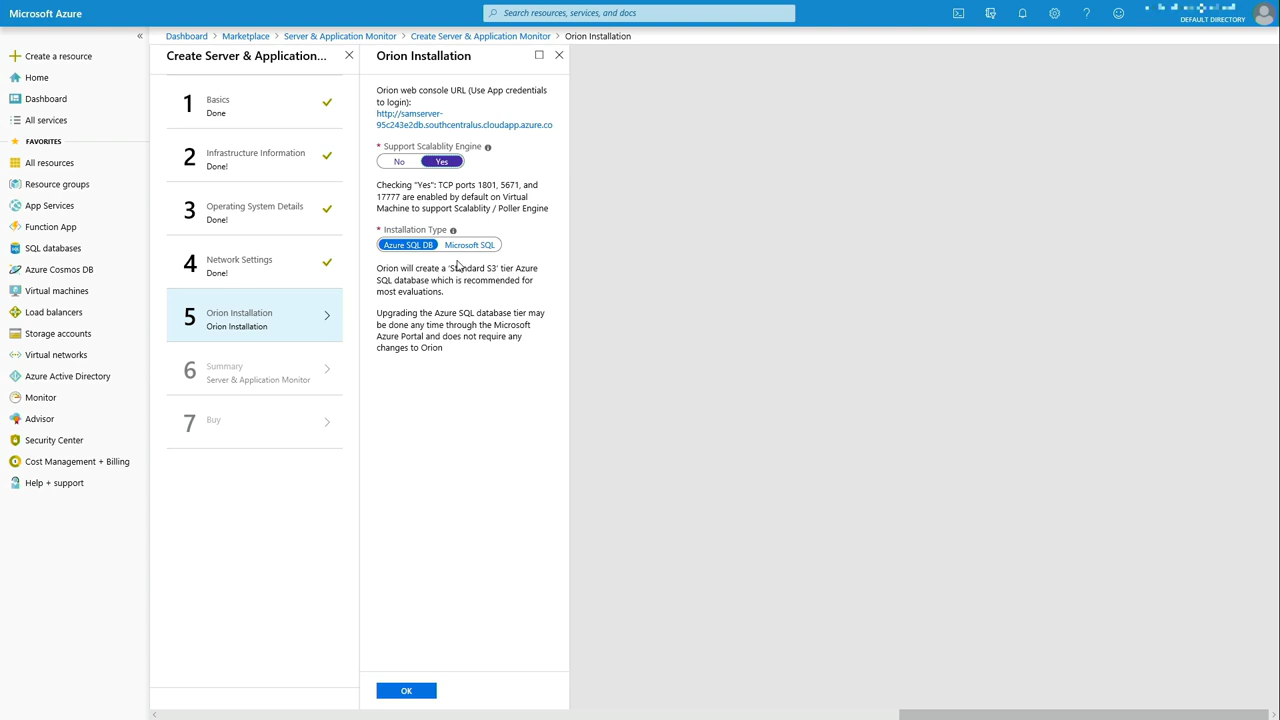 Microsoft Azure
Search resources, services, and docs
DEFAULT DIRECTORY
Create a resource
Home
Dashboard
All services
FAVORITES
All resources
Resource groups
App Services
Function App
SQL databases
Azure Cosmos DB
Virtual machines
Load balancers
Storage accounts
Virtual networks
Azure Active Directory
Monitor
Advisor
Security Center
Cost Management + Billing
Help + support
Dashboard > Marketplace > Server & Application Monitor > Create Server & Application Monitor > Orion Installation
Create Server & Application...
1 Basics
Done
2 Infrastructure Information
Done!
3 Operating System Details
Done!
4 Network Settings
Done!
5 Orion Installation
Orion Installation
6 Summary
Server & Application Monitor
7 Buy
Orion Installation
Orion web console URL (Use App credentials
to login):
http://samserver-
95c243e2db.southcentralus.cloudapp.azure.co
* Support Scalablity Engine
No Yes
Checking "Yes": TCP ports 1801, 5671, and
17777 are enabled by default on Virtual
Machine to support Scalablity / Poller Engine
* Installation Type
Azure SQL DB Microsoft SQL
Orion will create a 'Standard S3' tier Azure
SQL database which is recommended for
most evaluations.
Upgrading the Azure SQL database tier may
be done any time through the Microsoft
Azure Portal and does not require any
changes to Orion
OK